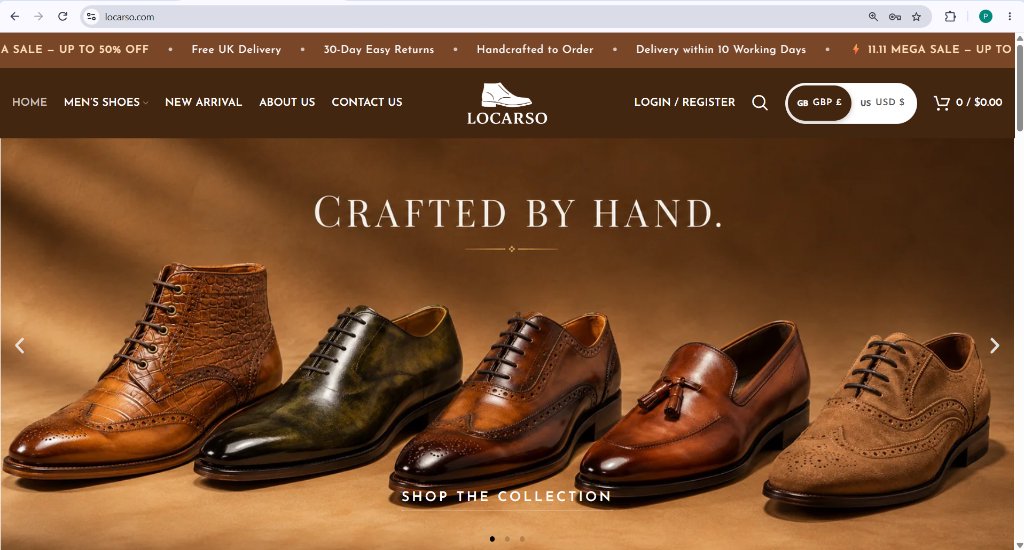 locarso.com
P
A SALE – UP TO 50% OFF • Free UK Delivery • 30-Day Easy Returns • Handcrafted to Order • Delivery within 10 Working Days • 11.11 MEGA SALE – UP TO
HOME MEN'S SHOES NEW ARRIVAL ABOUT US CONTACT US LOCARSO LOGIN / REGISTER GB GBP £ US USD $ 0 / $0.00
CRAFTED BY HAND.
SHOP THE COLLECTION